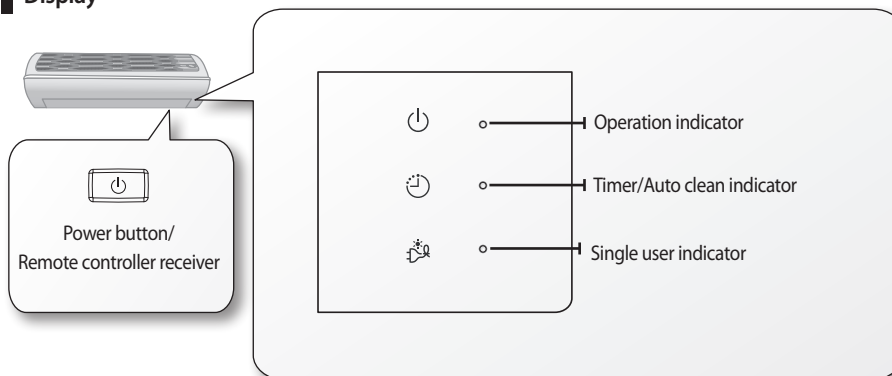 Display
Operation indicator
Timer/Auto clean indicator
Single user indicator
Power button/
Remote controller receiver